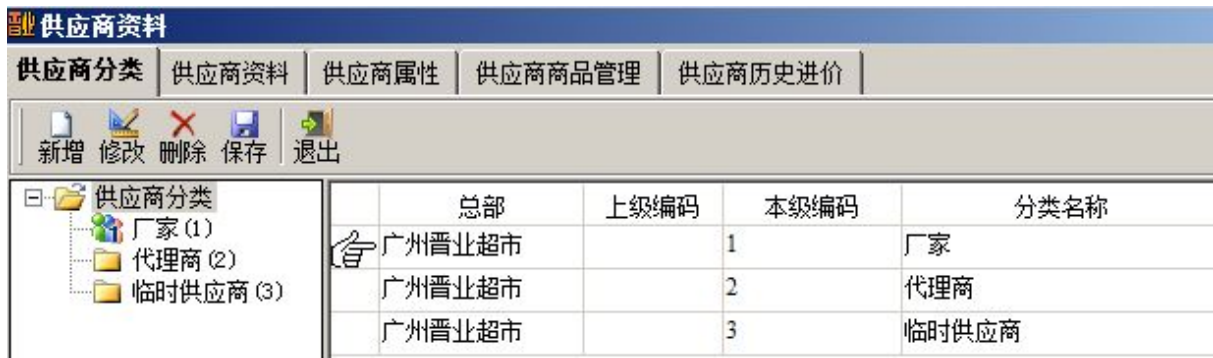 供应商资料
供应商分类 供应商资料 供应商属性 供应商商品管理 供应商历史进价
新增 修改 删除 保存 退出
供应商分类
厂家(1)
代理商(2)
临时供应商(3)
总部 上级编码 本级编码 分类名称
广州晋业超市 1 厂家
广州晋业超市 2 代理商
广州晋业超市 3 临时供应商